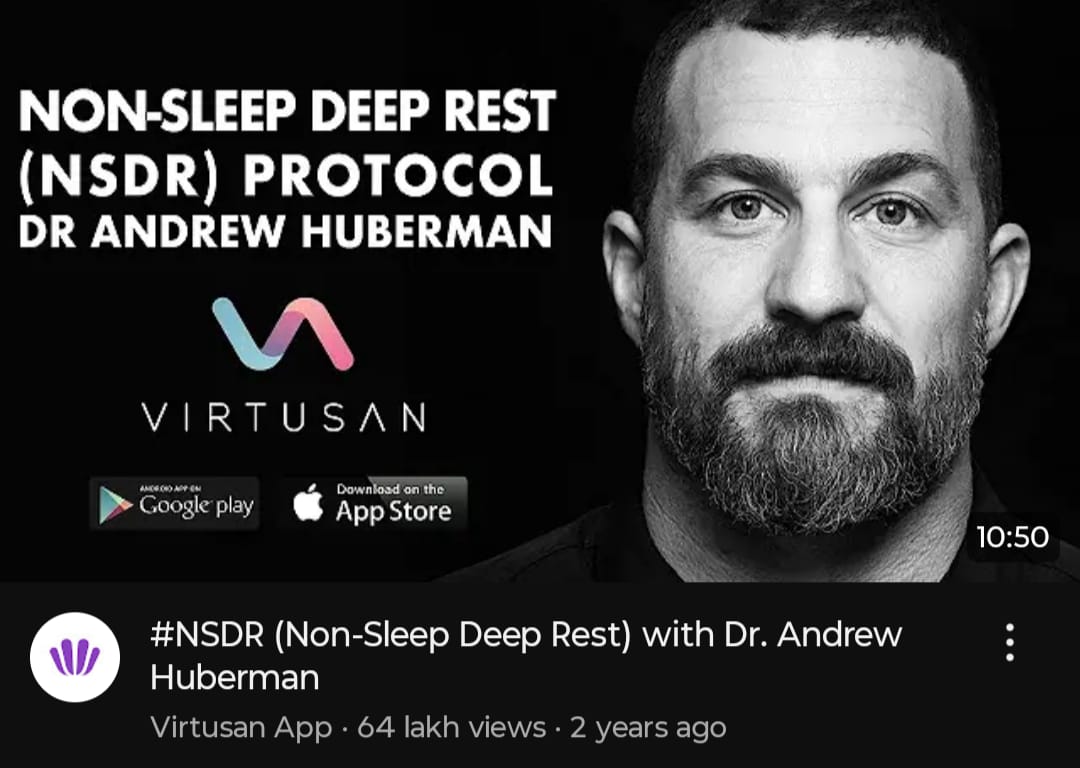 NON-SLEEP DEEP REST
(NSDR) PROTOCOL
DR ANDREW HUBERMAN
VIRTUSAN
ANDROID APP ON
Google play
Download on the
App Store
10:50
#NSDR (Non-Sleep Deep Rest) with Dr. Andrew
Huberman
Virtusan App · 64 lakh views · 2 years ago